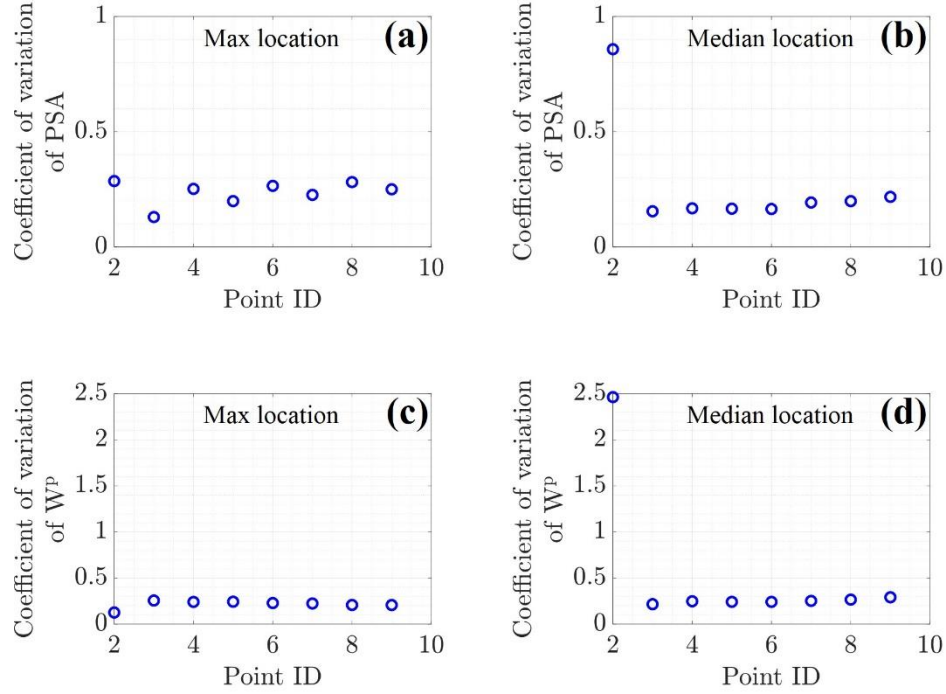 Coefficient of variation
of PSA
1
0.5
0
Max location
(a)
2
4
6
8
10
Point ID
Coefficient of variation
of PSA
1
0.5
0
Median location
(b)
2
4
6
8
10
Point ID
Coefficient of variation
of Wᵖ
2.5
2
1.5
1
0.5
0
Max location
(c)
2
4
6
8
10
Point ID
Coefficient of variation
of Wᵖ
2.5
2
1.5
1
0.5
0
Median location
(d)
2
4
6
8
10
Point ID